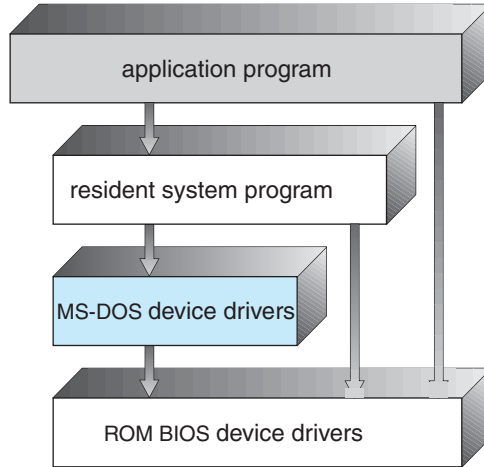 application program
resident system program
MS-DOS device drivers
ROM BIOS device drivers